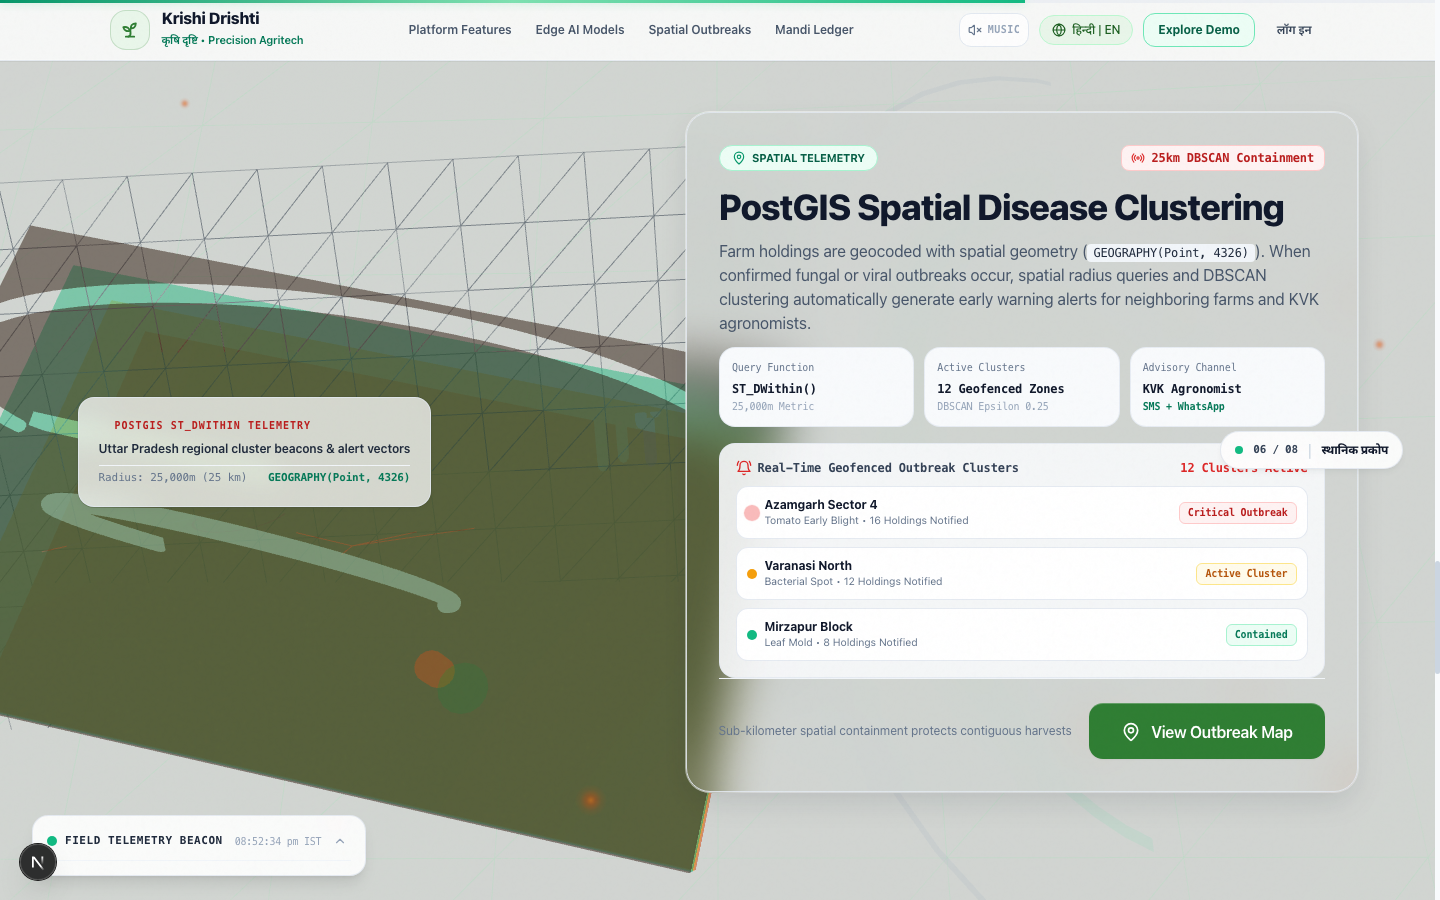 Krishi Drishti
कृषि दृष्टि • Precision Agritech
Platform Features
Edge AI Models
Spatial Outbreaks
Mandi Ledger
MUSIC
हिन्दी | EN
Explore Demo
लॉग इन
SPATIAL TELEMETRY
25km DBSCAN Containment
PostGIS Spatial Disease Clustering
Farm holdings are geocoded with spatial geometry ( GEOGRAPHY(Point, 4326) ). When
confirmed fungal or viral outbreaks occur, spatial radius queries and DBSCAN
clustering automatically generate early warning alerts for neighboring farms and KVK
agronomists.
Query Function
ST_DWithin()
25,000m Metric
Active Clusters
12 Geofenced Zones
DBSCAN Epsilon 0.25
Advisory Channel
KVK Agronomist
SMS + WhatsApp
POSTGIS ST_DWITHIN TELEMETRY
Uttar Pradesh regional cluster beacons & alert vectors
Radius: 25,000m (25 km) GEOGRAPHY(Point, 4326)
06 / 08 | स्थानिक प्रकोप
Real-Time Geofenced Outbreak Clusters
12 Clusters Active
Azamgarh Sector 4
Tomato Early Blight • 16 Holdings Notified
Critical Outbreak
Varanasi North
Bacterial Spot • 12 Holdings Notified
Active Cluster
Mirzapur Block
Leaf Mold • 8 Holdings Notified
Contained
Sub-kilometer spatial containment protects contiguous harvests
View Outbreak Map
FIELD TELEMETRY BEACON 08:52:34 pm IST
N